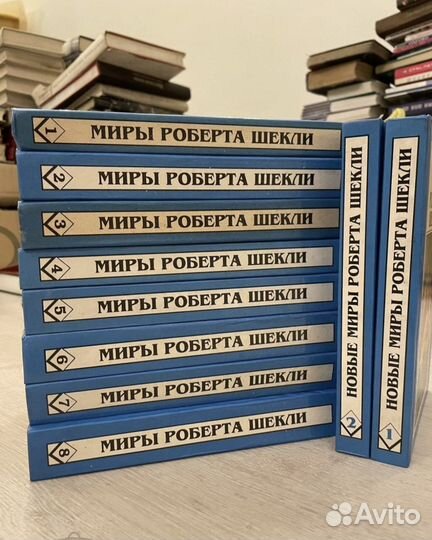 1 МИРЫ РОБЕРТА ШЕКЛИ
2 МИРЫ РОБЕРТА ШЕКЛИ
3 МИРЫ РОБЕРТА ШЕКЛИ
4 МИРЫ РОБЕРТА ШЕКЛИ
5 МИРЫ РОБЕРТА ШЕКЛИ
6 МИРЫ РОБЕРТА ШЕКЛИ
7 МИРЫ РОБЕРТА ШЕКЛИ
8 МИРЫ РОБЕРТА ШЕКЛИ
2 НОВЫЕ МИРЫ РОБЕРТА ШЕКЛИ
1 НОВЫЕ МИРЫ РОБЕРТА ШЕКЛИ
Avito